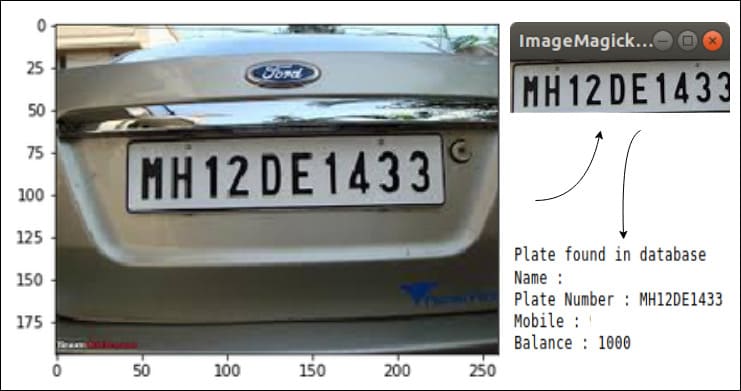 0
25
50
75
100
125
150
175
0
50
100
150
200
250
Ford
MH12DE1433
ImageMagick...
MH12DE1433
Plate found in database
Name :
Plate Number : MH12DE1433
Mobile :
Balance : 1000